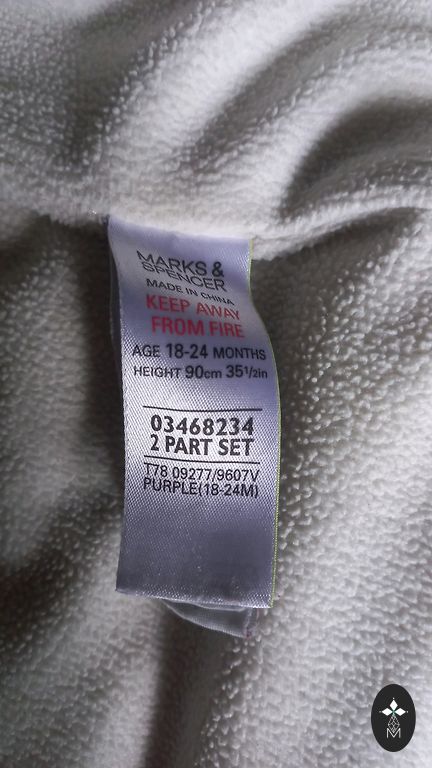 MARKS &
SPENCER
MADE IN CHINA
KEEP AWAY
FROM FIRE
AGE 18-24 MONTHS
HEIGHT 90cm 35½in
03468234
2 PART SET
T78 09277/9607V
PURPLE(18-24M)
M